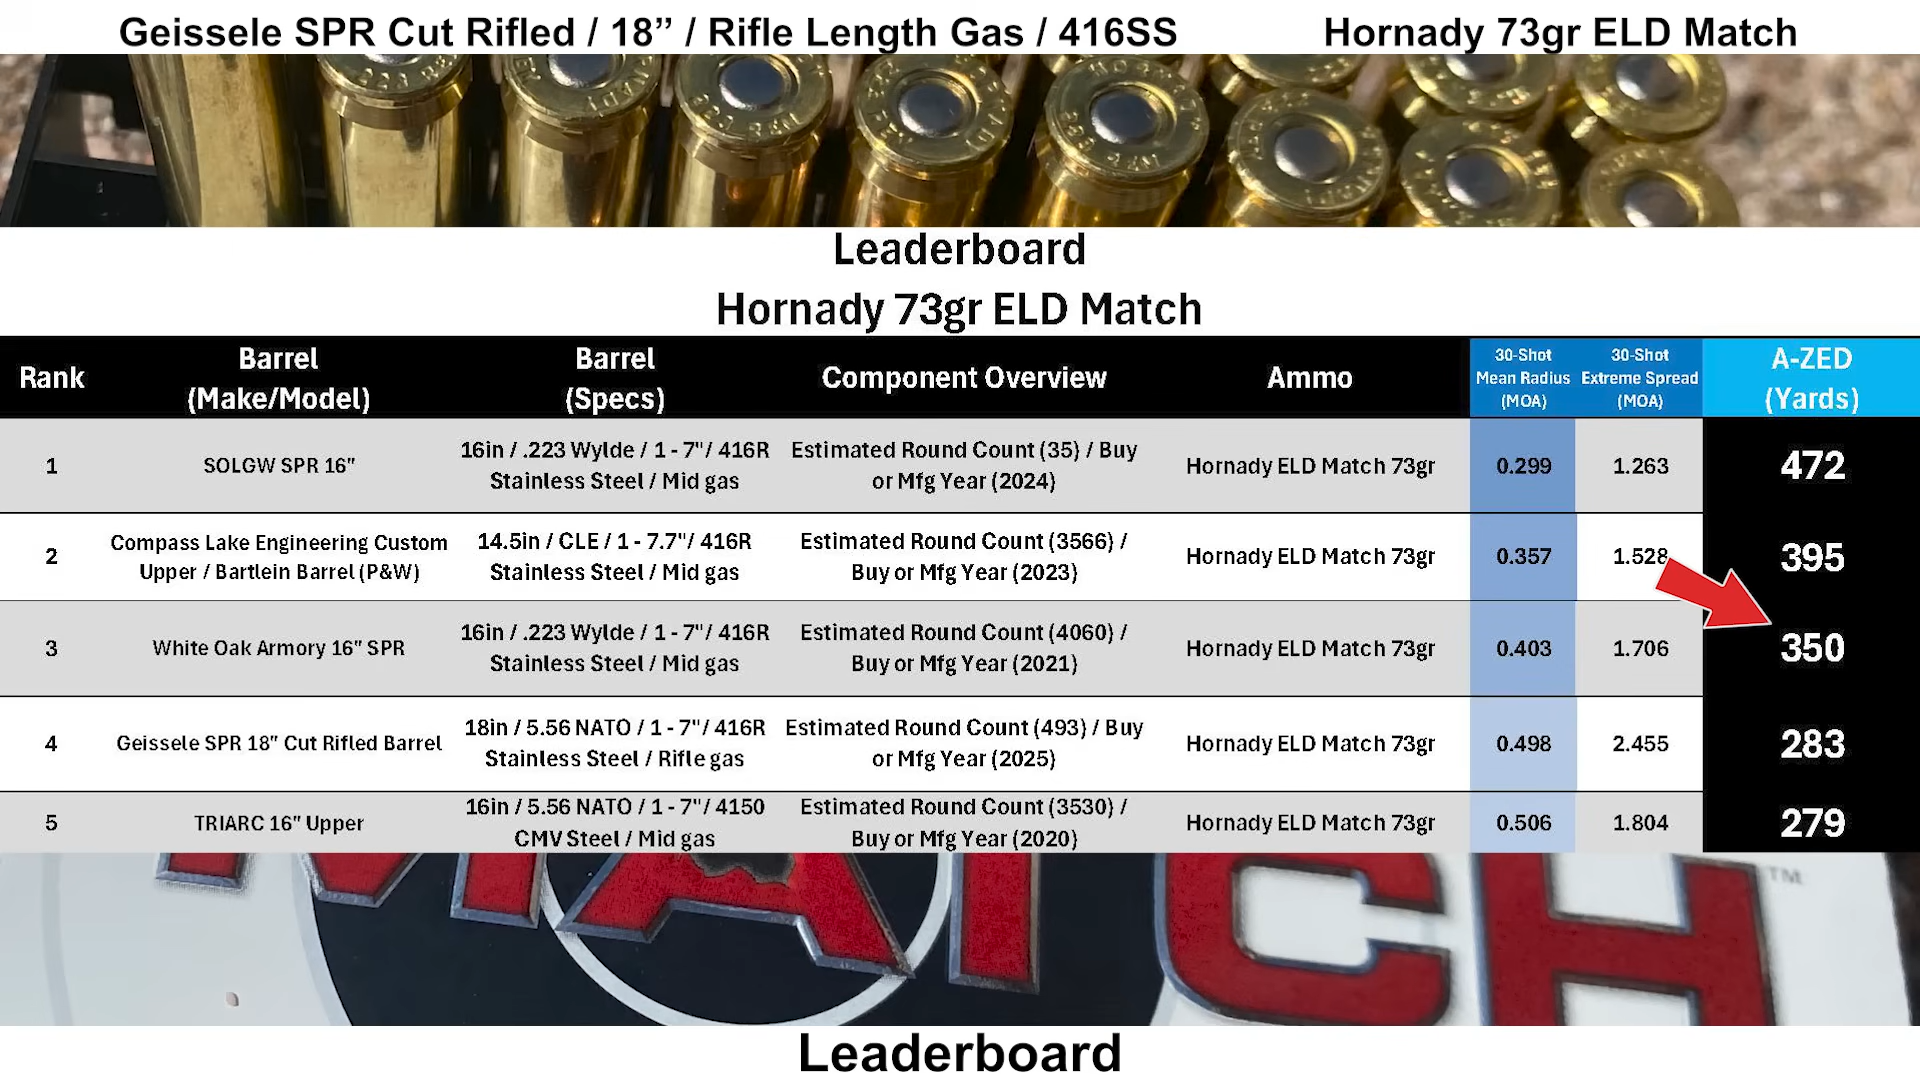 Geissele SPR Cut Rifled / 18” / Rifle Length Gas / 416SS
Hornady 73gr ELD Match
Leaderboard
Hornady 73gr ELD Match
Rank
Barrel
(Make/Model)
Barrel
(Specs)
Component Overview
Ammo
30-Shot
Mean Radius
(MOA)
30-Shot
Extreme Spread
(MOA)
A-ZED
(Yards)
1
SOLGW SPR 16"
16in / .223 Wylde / 1 - 7"/ 416R
Stainless Steel / Mid gas
Estimated Round Count (35) / Buy
or Mfg Year (2024)
Hornady ELD Match 73gr
0.299
1.263
472
2
Compass Lake Engineering Custom
Upper / Bartlein Barrel (P&W)
14.5in / CLE / 1 - 7.7"/ 416R
Stainless Steel / Mid gas
Estimated Round Count (3566) /
Buy or Mfg Year (2023)
Hornady ELD Match 73gr
0.357
1.528
395
3
White Oak Armory 16" SPR
16in / .223 Wylde / 1 - 7"/ 416R
Stainless Steel / Mid gas
Estimated Round Count (4060) /
Buy or Mfg Year (2021)
Hornady ELD Match 73gr
0.403
1.706
350
4
Geissele SPR 18" Cut Rifled Barrel
18in / 5.56 NATO / 1 - 7"/ 416R
Stainless Steel / Rifle gas
Estimated Round Count (493) / Buy
or Mfg Year (2025)
Hornady ELD Match 73gr
0.498
2.455
283
5
TRIARC 16" Upper
16in / 5.56 NATO / 1 - 7"/ 4150
CMV Steel / Mid gas
Estimated Round Count (3530) /
Buy or Mfg Year (2020)
Hornady ELD Match 73gr
0.506
1.804
279
MATCH™
Leaderboard